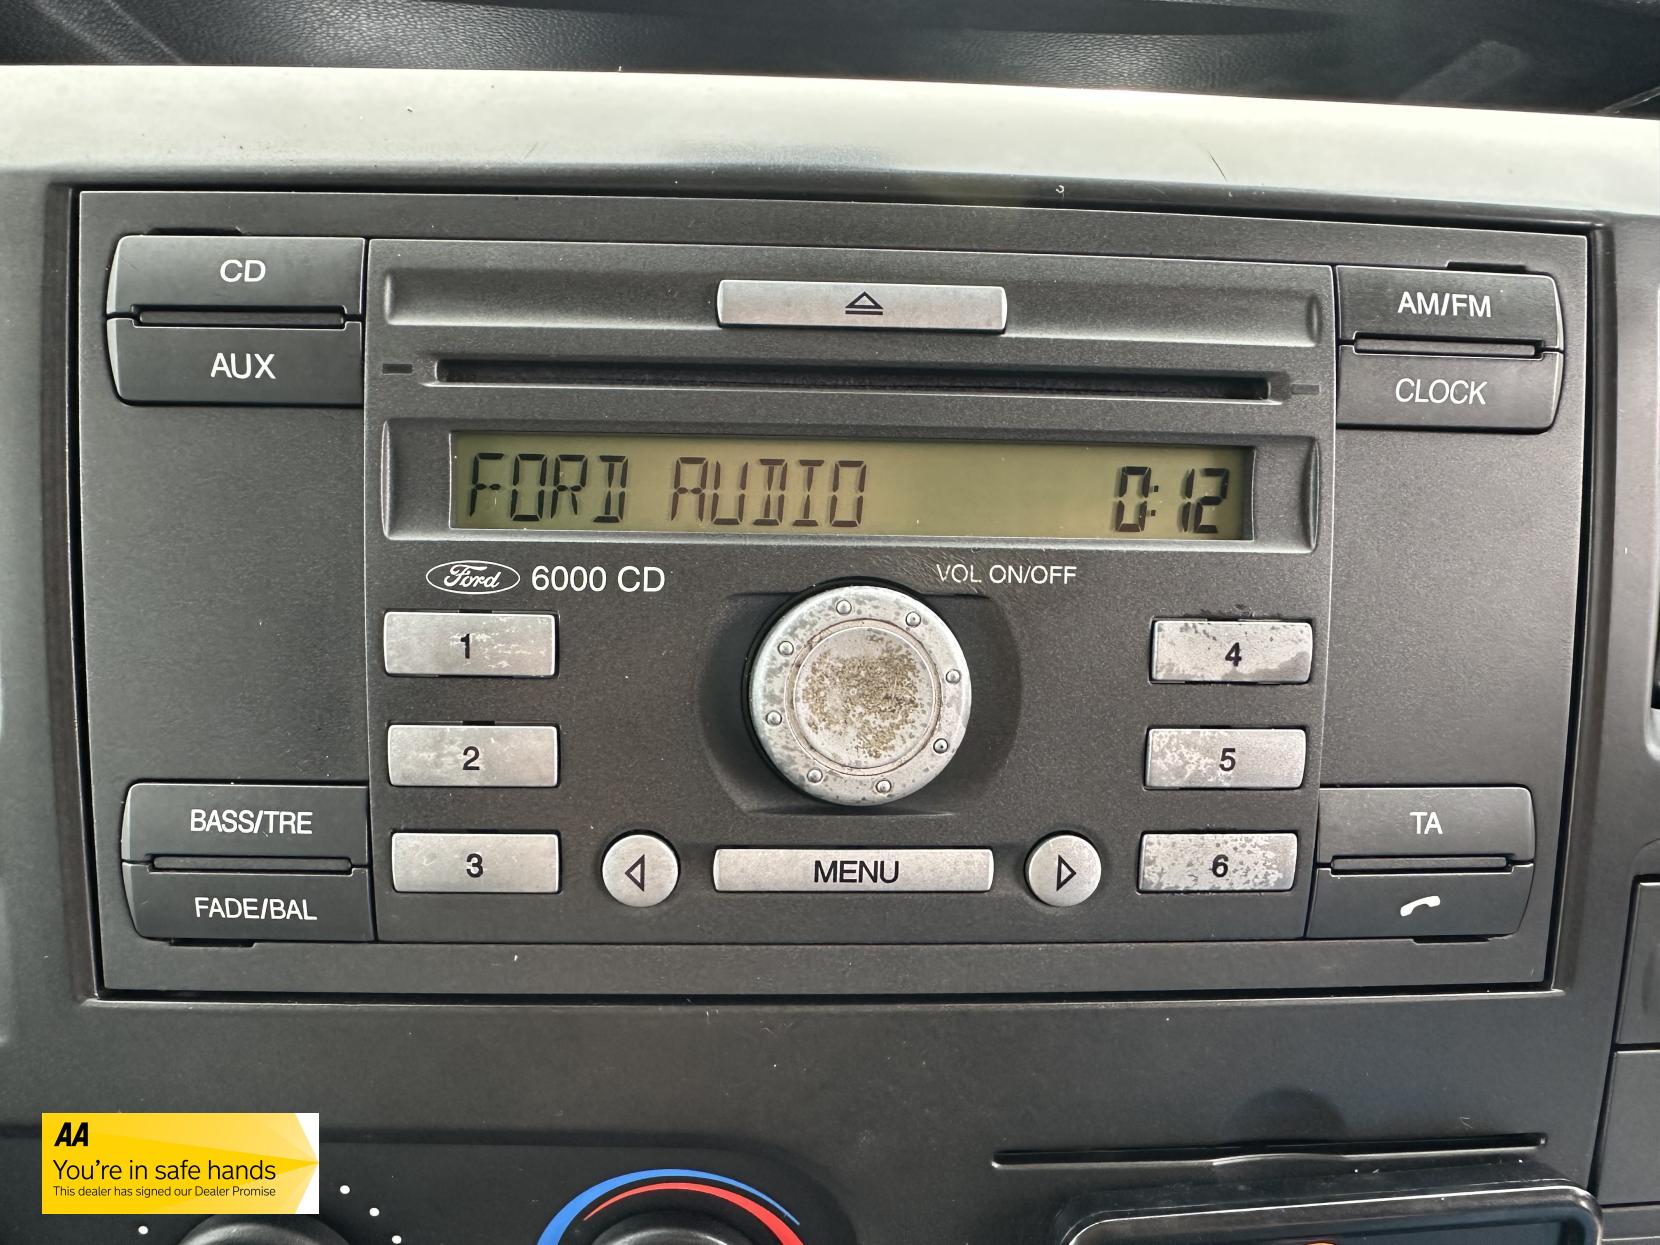 CD
AUX
AM/FM
CLOCK
FORD AUDIO 0:12
Ford 6000 CD
VOL ON/OFF
1
2
3
4
5
6
BASS/TRE
FADE/BAL
MENU
TA
AA
You're in safe hands
This dealer has signed our Dealer Promise